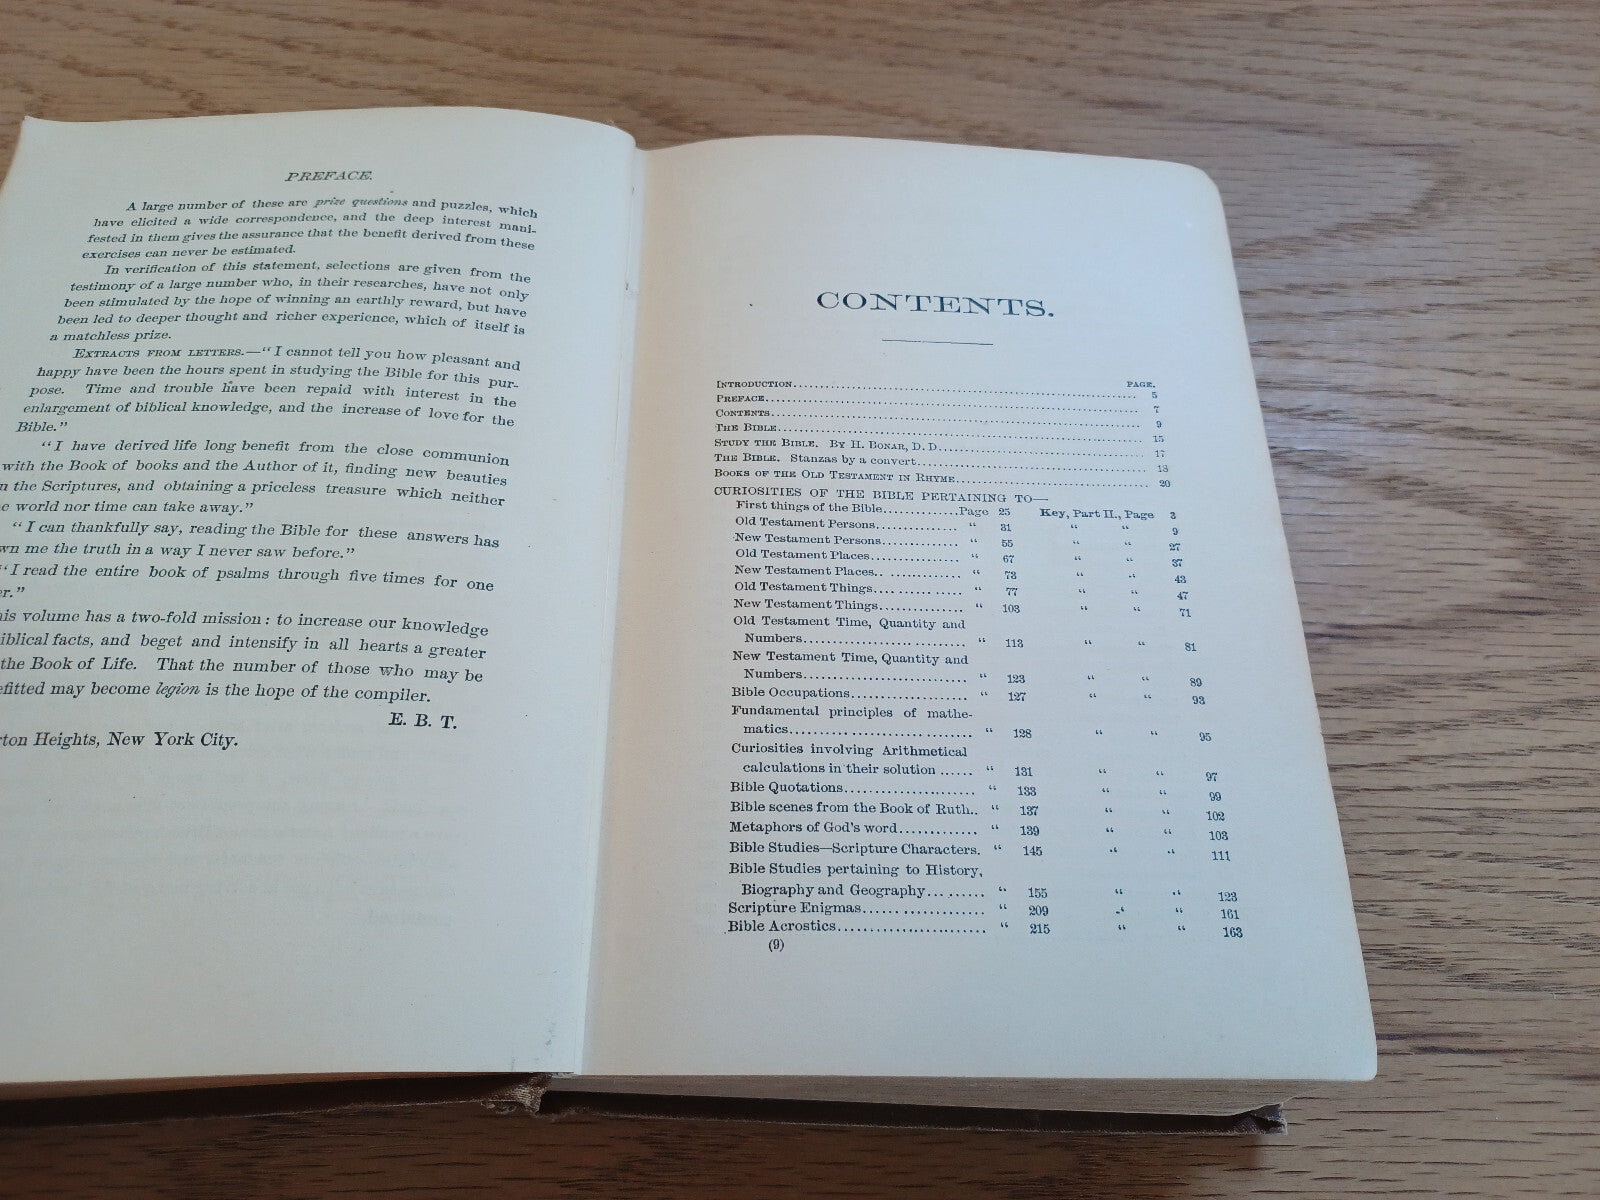 PREFACE.
A large number of these are prize questions and puzzles, which
have elicited a wide correspondence, and the deep interest mani-
fested in them gives the assurance that the benefit derived from these
exercises can never be estimated.
In verification of this statement, selections are given from the
testimony of a large number who, in their researches, have not only
been stimulated by the hope of winning an earthly reward, but have
been led to deeper thought and richer experience, which of itself is
a matchless prize.
EXTRACTS FROM LETTERS.—"I cannot tell you how pleasant and
happy have been the hours spent in studying the Bible for this pur-
pose. Time and trouble have been repaid with interest in the
enlargement of biblical knowledge, and the increase of love for the
Bible."
"I have derived life long benefit from the close communion
with the Book of books and the Author of it, finding new beauties
n the Scriptures, and obtaining a priceless treasure which neither
e world nor time can take away."
"I can thankfully say, reading the Bible for these answers has
wn me the truth in a way I never saw before."
"I read the entire book of psalms through five times for one
er."
is volume has a two-fold mission: to increase our knowledge
iblical facts, and beget and intensify in all hearts a greater
the Book of Life. That the number of those who may be
efitted may become legion is the hope of the compiler.
E. B. T.
rton Heights, New York City.
CONTENTS.
PAGE.
INTRODUCTION.................... 5
PREFACE.................... 7
CONTENTS.................... 9
THE BIBLE.................... 15
STUDY THE BIBLE. BY H. BONAR, D. D.................... 17
THE BIBLE. Stanzas by a convert.................... 18
BOOKS OF THE OLD TESTAMENT IN RHYME.................... 20
CURIOSITIES OF THE BIBLE PERTAINING TO—
First things of the Bible.............Page 25 Key, Part II., Page 3
Old Testament Persons............. " 31 " " 9
New Testament Persons............. " 55 " " 27
Old Testament Places............. " 67 " " 37
New Testament Places.. ........... " 73 " " 43
Old Testament Things............. " 77 " " 47
New Testament Things............. " 103 " " 71
Old Testament Time, Quantity and
Numbers......................... " 113 " " 81
New Testament Time, Quantity and
Numbers......................... " 123 " " 89
Bible Occupations................. " 127 " " 93
Fundamental principles of mathe-
matics........................... " 128 " " 95
Curiosities involving Arithmetical
calculations in their solution ...... " 131 " " 97
Bible Quotations..................... " 133 " " 99
Bible scenes from the Book of Ruth.. " 137 " " 102
Metaphors of God's word............. " 139 " " 103
Bible Studies—Scripture Characters. " 145 " " 111
Bible Studies pertaining to History,
Biography and Geography.......... " 155 " " 123
Scripture Enigmas.................... " 209 " " 161
Bible Acrostics....................... " 215 " " 163
(9)